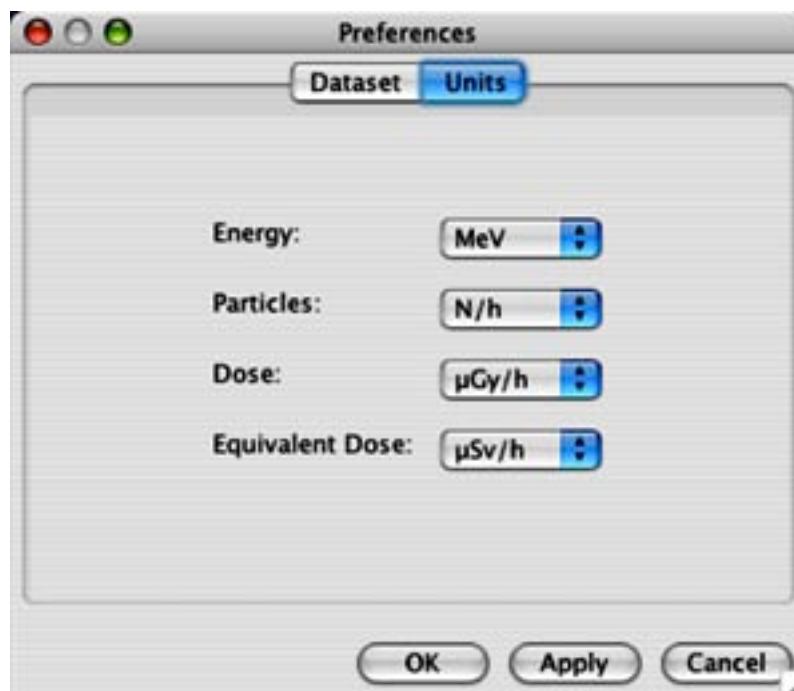 Preferences
Dataset Units
Energy: MeV
Particles: N/h
Dose: µGy/h
Equivalent Dose: µSv/h
OK Apply Cancel